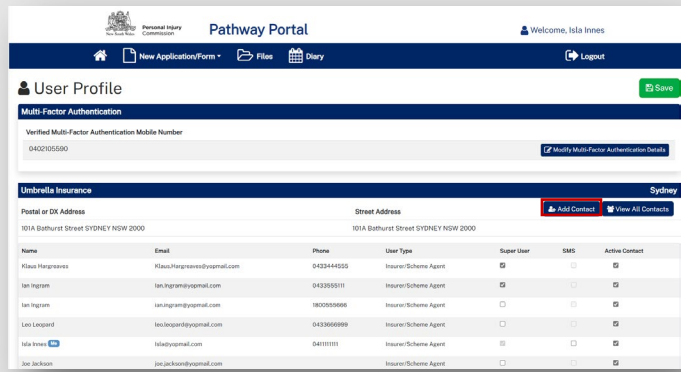 Personal Injury
Commission
New South Wales
Pathway Portal
Welcome, Isla Innes
New Application/Form
Files
Diary
Logout
User Profile
Save
Multi-Factor Authentication
Verified Multi-Factor Authentication Mobile Number
0402105590
Modify Multi-Factor Authentication Details
Umbrella Insurance Sydney
Postal or DX Address Street Address Add Contact View All Contacts
101A Bathurst Street SYDNEY NSW 2000 101A Bathurst Street SYDNEY NSW 2000
Name Email Phone User Type Super User SMS Active Contact
Klaus Hargreaves Klaus.Hargreaves@yopmail.com 0433444555 Insurer/Scheme Agent
Ian Ingram Ian.Ingram@yopmail.com 0433555111 Insurer/Scheme Agent
Ian Ingram ian.ingram@yopmail.com 1800555666 Insurer/Scheme Agent
Leo Leopard leo.leopard@yopmail.com 0433666999 Insurer/Scheme Agent
Isla Innes Me Isla@yopmail.com 0411111111 Insurer/Scheme Agent
Joe Jackson joe.jackson@yopmail.com Insurer/Scheme Agent